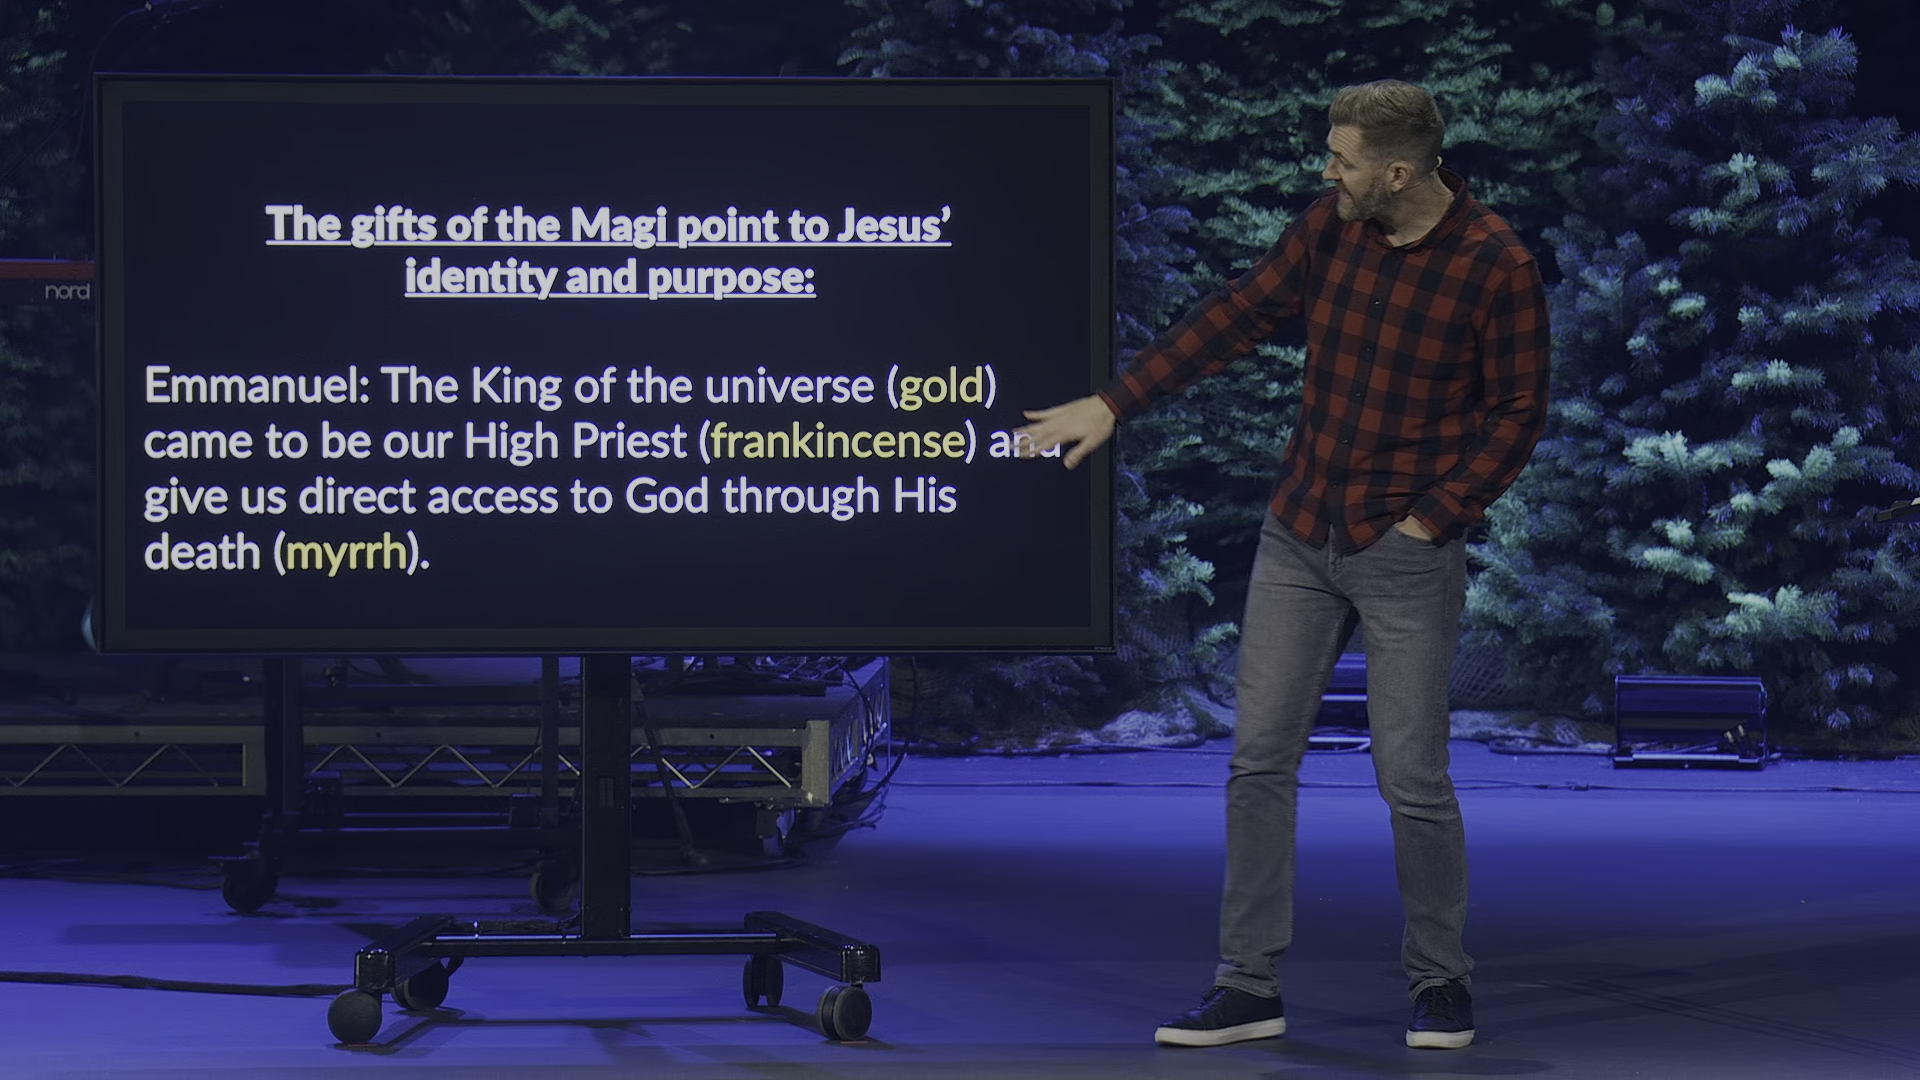 nord
The gifts of the Magi point to Jesus’
identity and purpose:
Emmanuel: The King of the universe (gold)
came to be our High Priest (frankincense) and
give us direct access to God through His
death (myrrh).